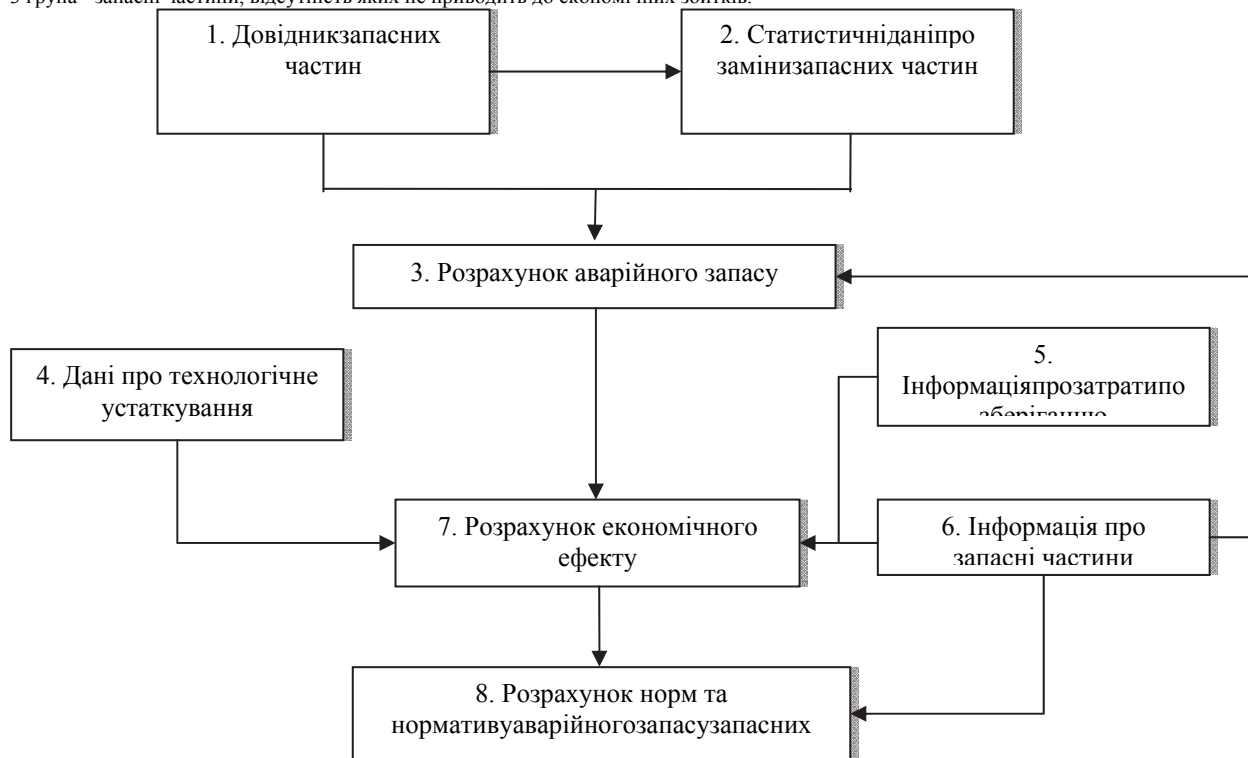 3 група - запасні частини, відсутність яких не приводить до економічних збитків.
1. Довідникзапасних
частин
2. Статистичніданіпро
замінизапасних частин
3. Розрахунок аварійного запасу
4. Дані про технологічне
устаткування
5.
Інформаціяпрозатратипо
зберіганню
7. Розрахунок економічного
ефекту
6. Інформація про
запасні частини
8. Розрахунок норм та
нормативуаварійногозапасузапасних